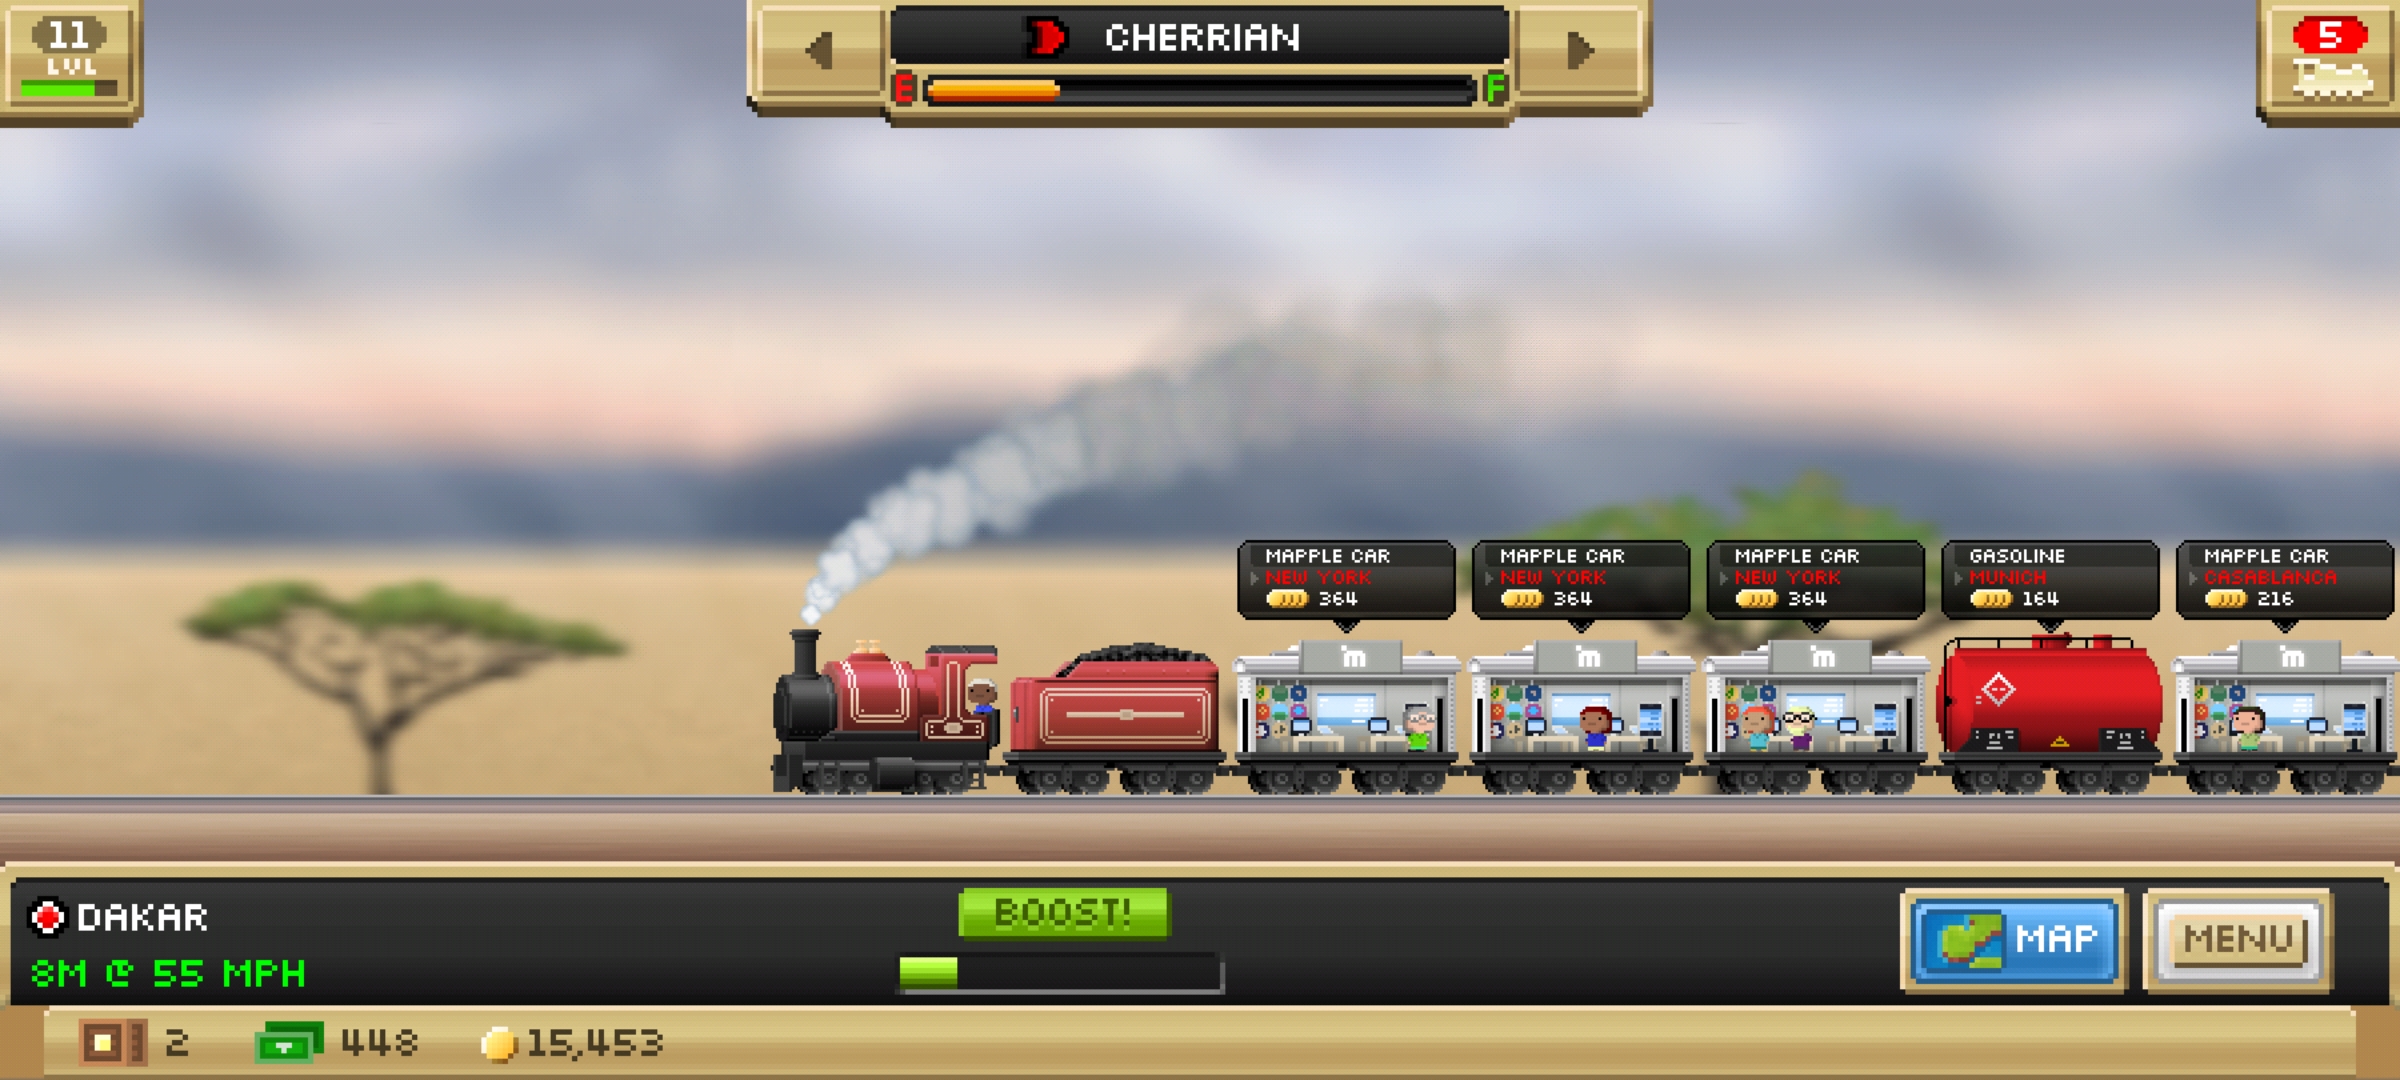 11
LVL
CHERRIAN
E F
5
MAPPLE CAR
NEW YORK
364
MAPPLE CAR
NEW YORK
364
MAPPLE CAR
NEW YORK
364
GASOLINE
MUNICH
164
MAPPLE CAR
CASABLANCA
216
m
m
m
m
DAKAR
8M @ 55 MPH
BOOST!
MAP
MENU
2
448
15,453